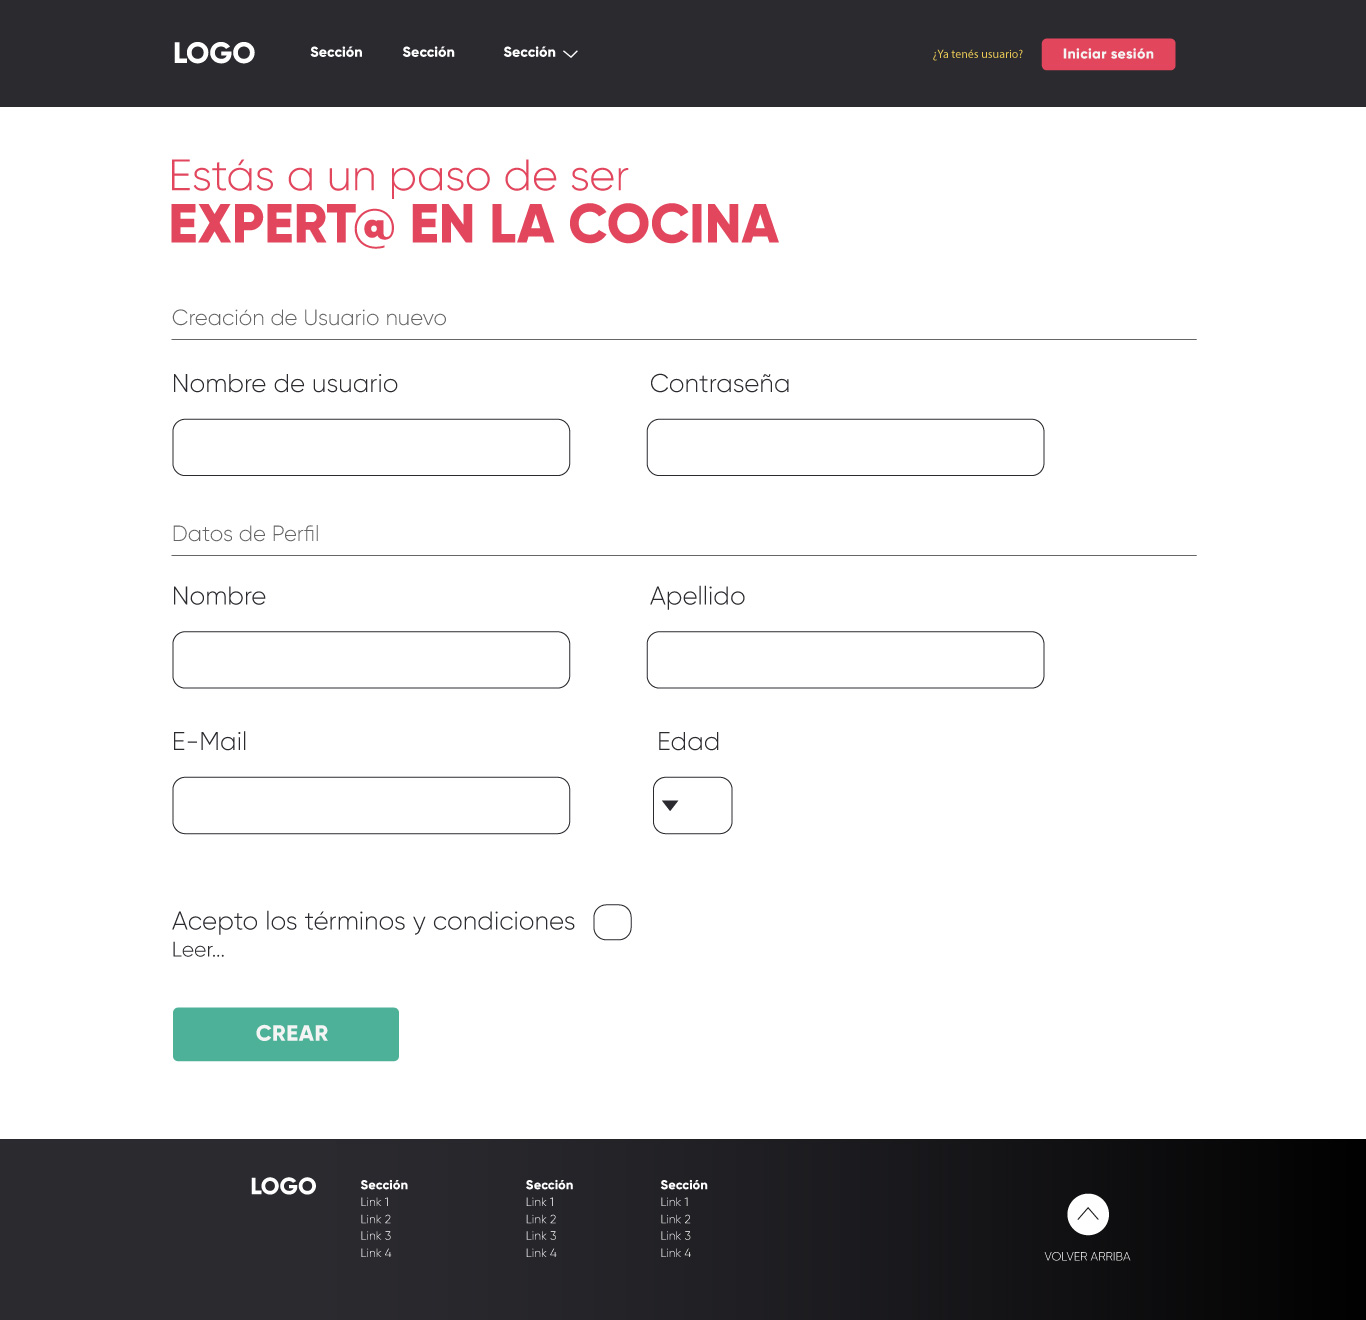 LOGO
Sección Sección Sección
¿Ya tenés usuario? Iniciar sesión
Estás a un paso de ser
EXPERT@ EN LA COCINA
Creación de Usuario nuevo
Nombre de usuario Contraseña
Datos de Perfil
Nombre Apellido
E-Mail Edad
Acepto los términos y condiciones
Leer...
CREAR
LOGO
Sección
Link 1
Link 2
Link 3
Link 4
Sección
Link 1
Link 2
Link 3
Link 4
Sección
Link 1
Link 2
Link 3
Link 4
VOLVER ARRIBA